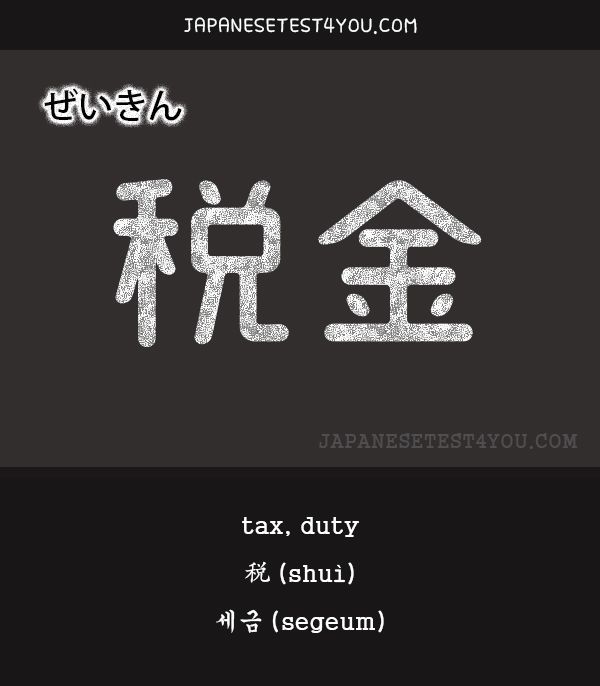 JAPANESETEST4YOU.COM
ぜいきん
税金
JAPANESETEST4YOU.COM
tax, duty
税 (shuì)
세금 (segeum)